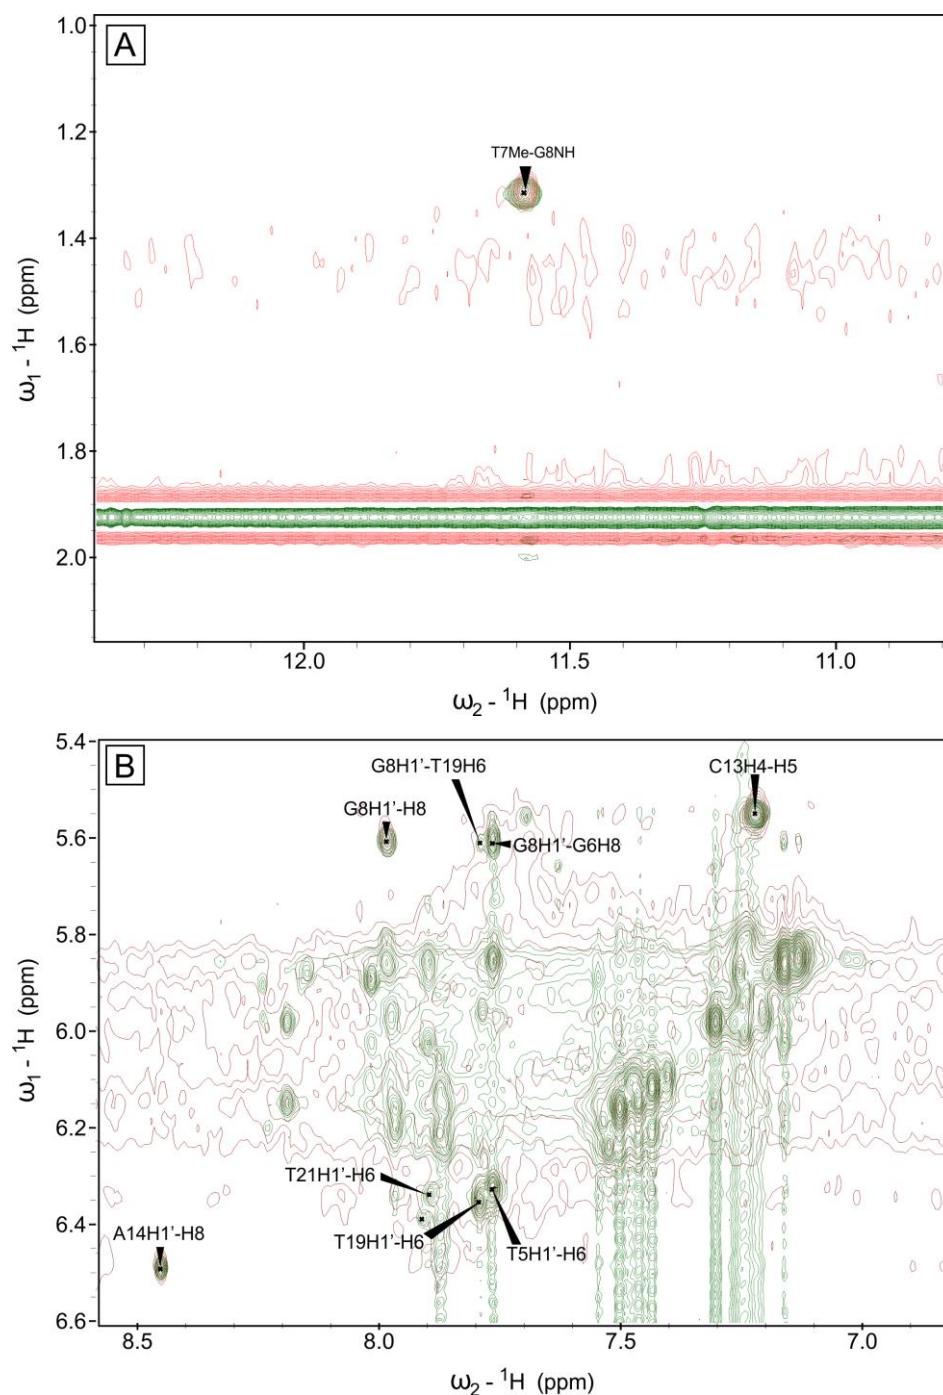 A
1.0
1.2
1.4
1.6
1.8
2.0
ω1 - 1H (ppm)
T7Me-G8NH
12.0 11.5 11.0
ω2 - 1H (ppm)
B
5.4
5.6
5.8
6.0
6.2
6.4
6.6
ω1 - 1H (ppm)
G8H1'-T19H6
C13H4-H5
G8H1'-H8
G8H1'-G6H8
T21H1'-H6
A14H1'-H8
T19H1'-H6
T5H1'-H6
8.5 8.0 7.5 7.0
ω2 - 1H (ppm)